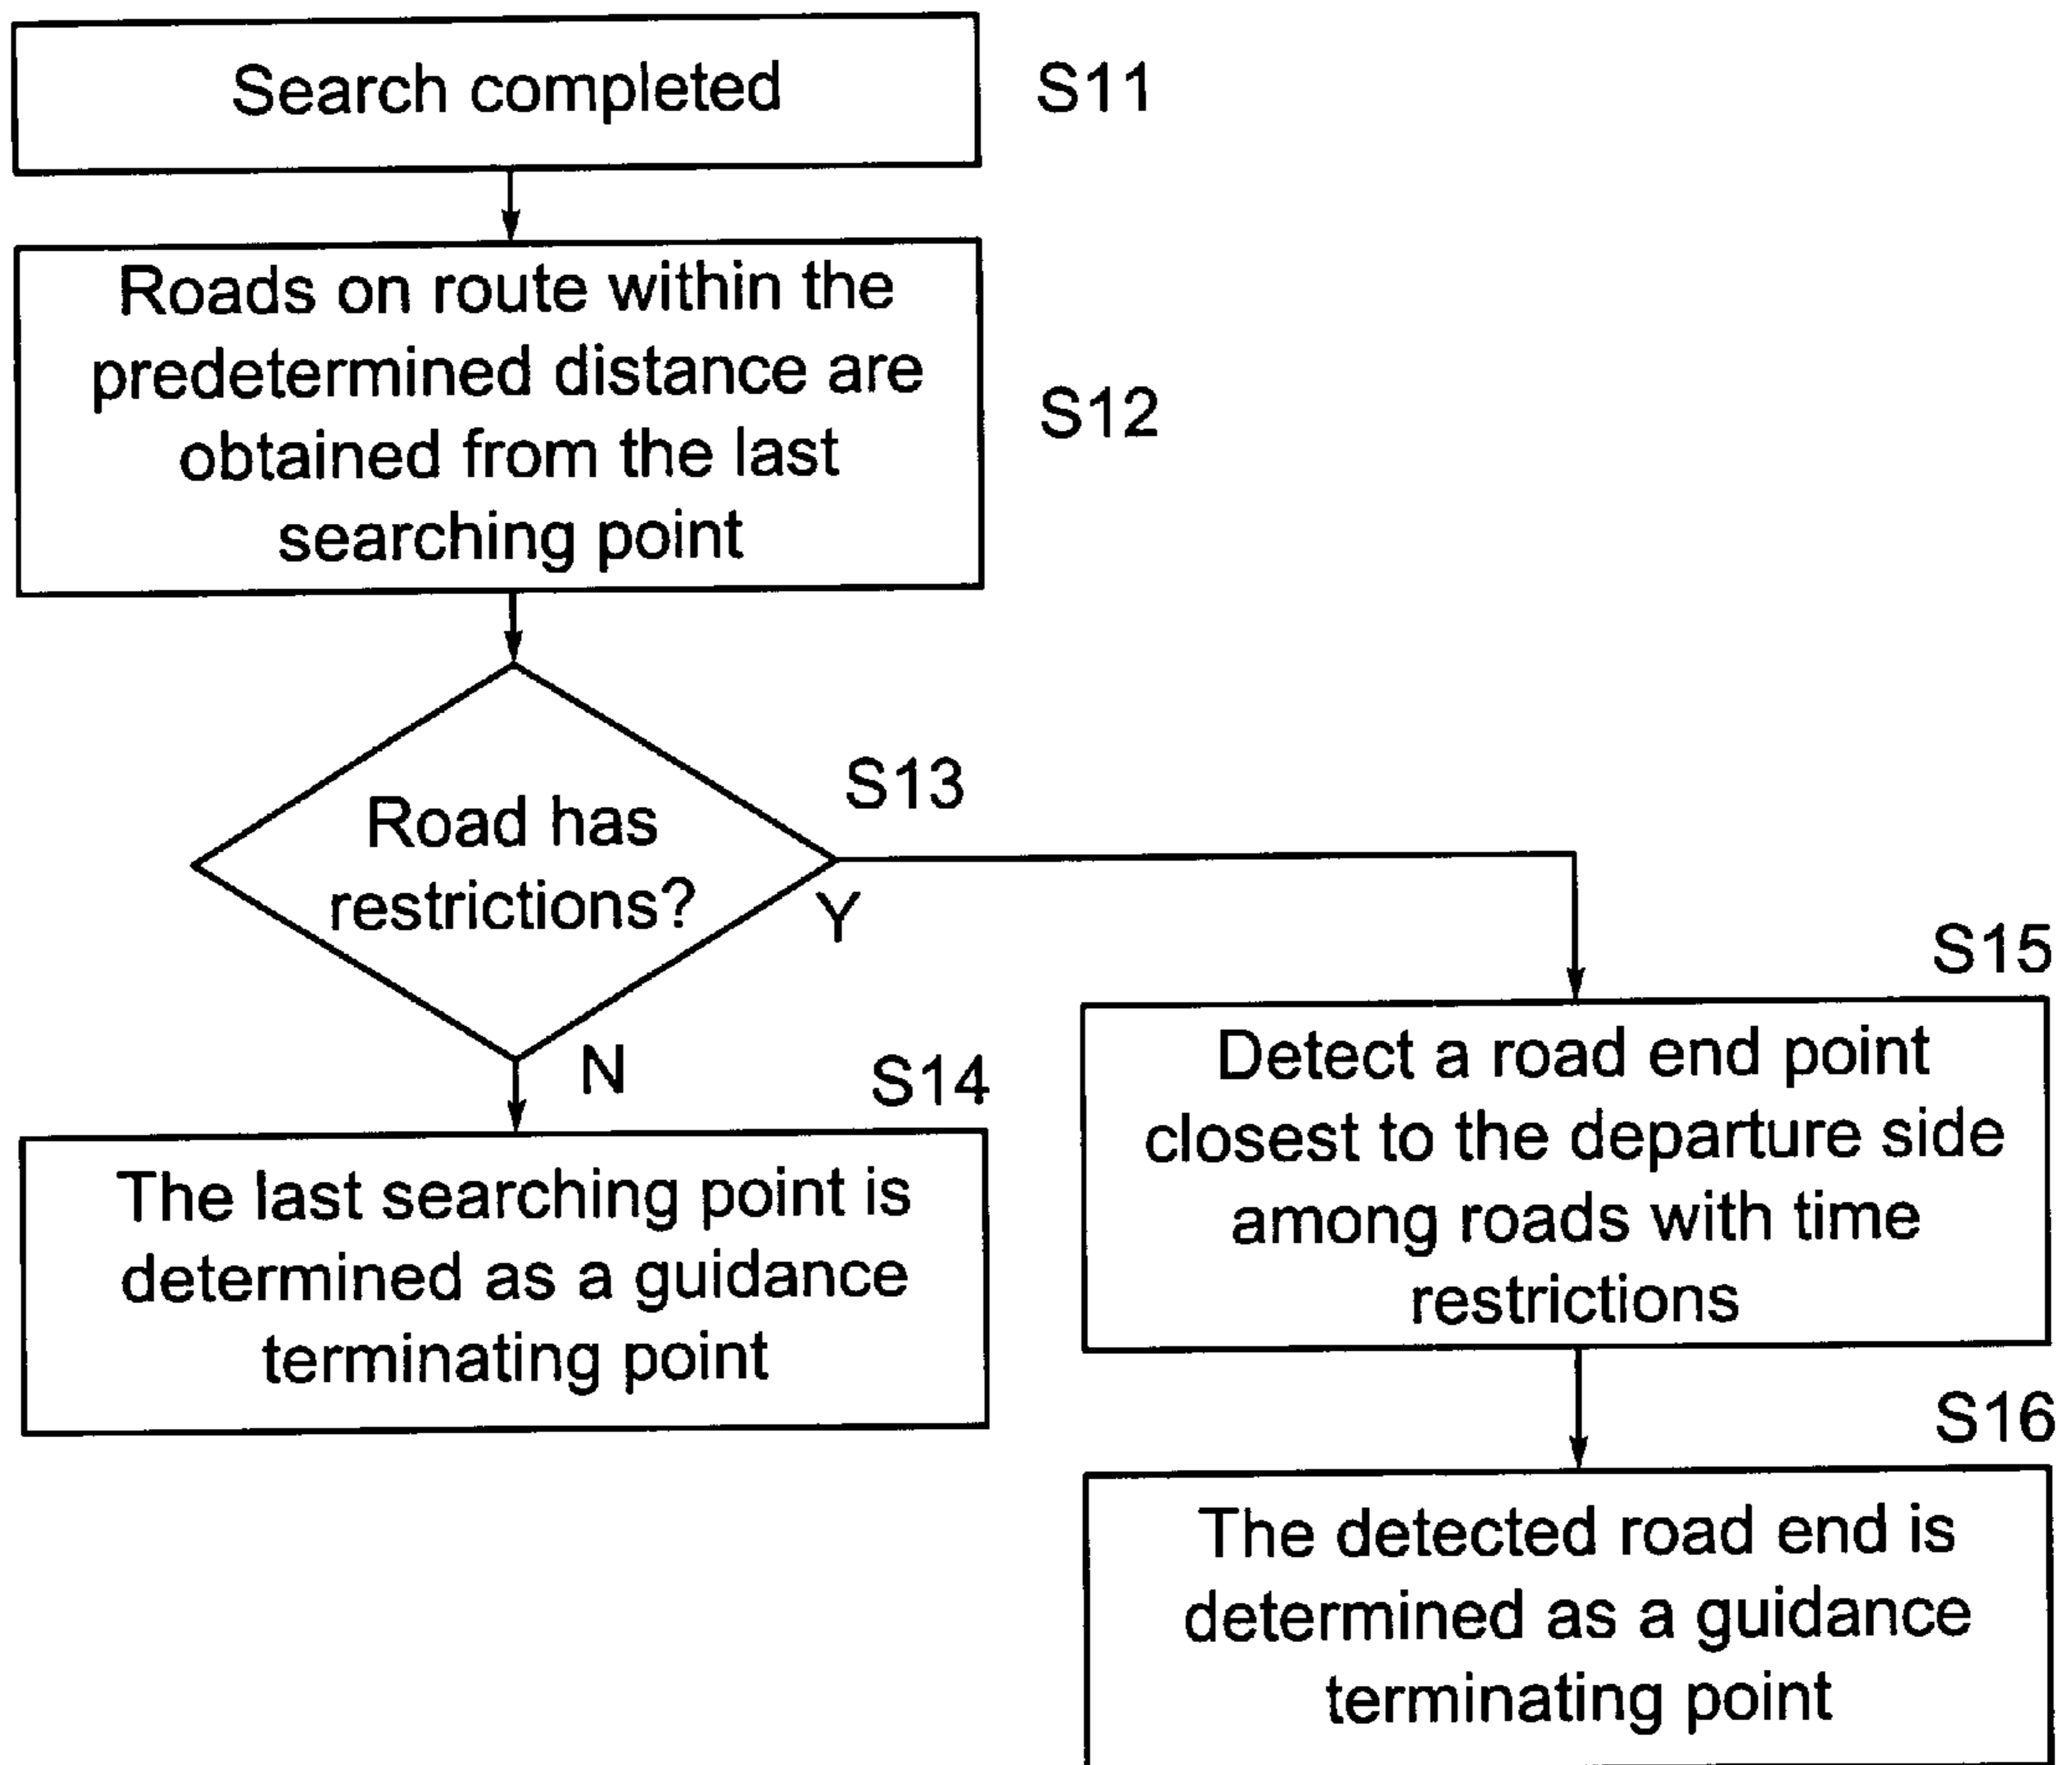 Search completed
S11
Roads on route within the
predetermined distance are
obtained from the last
searching point
S12
Road has
restrictions?
S13
Y
N
S14
The last searching point is
determined as a guidance
terminating point
S15
Detect a road end point
closest to the departure side
among roads with time
restrictions
S16
The detected road end is
determined as a guidance
terminating point